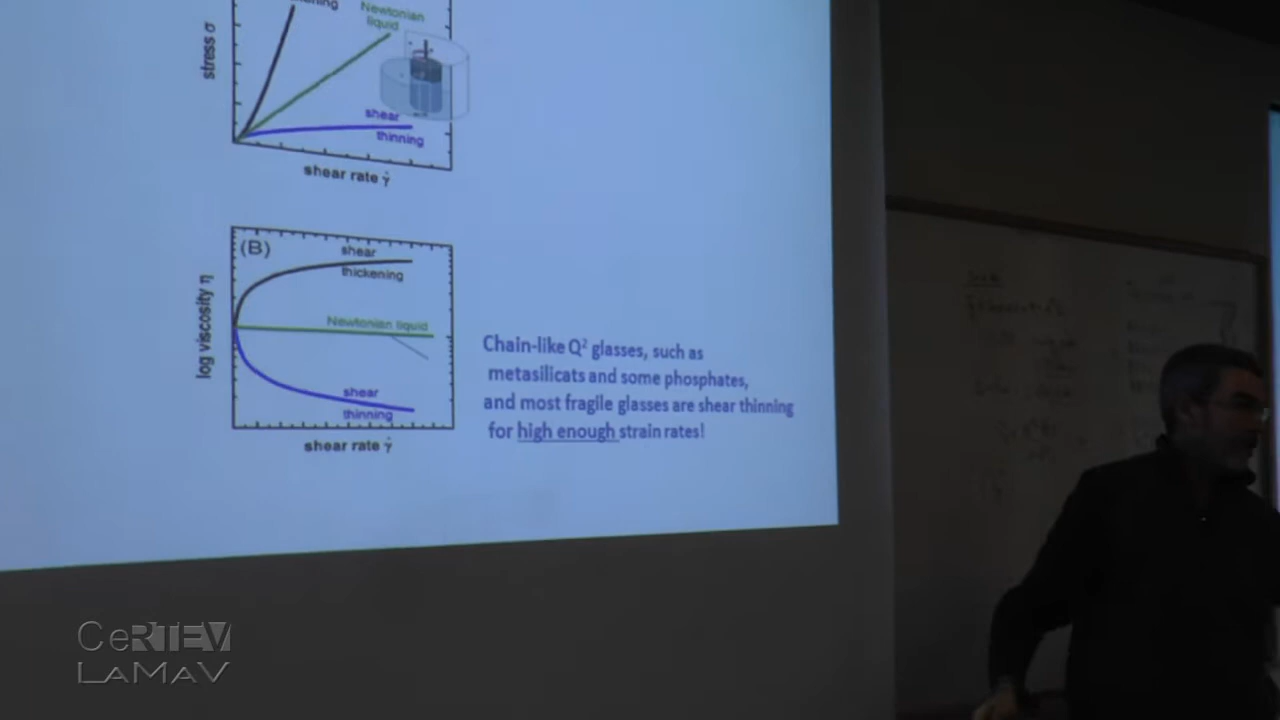 Newtonian
liquid
stress σ
shear
thinning
shear rate γ̇
(B)
shear
thickening
log viscosity η
Newtonian liquid
shear
thinning
shear rate γ̇
Chain-like Q² glasses, such as
metasilicats and some phosphates,
and most fragile glasses are shear thinning
for high enough strain rates!
CeRTEV
LAMAV